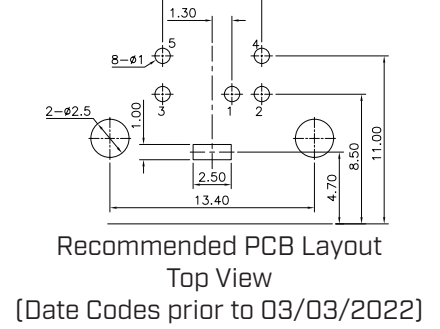 1.30
5
4
8-ø1
3
1
2
2-ø2.5
1.00
2.50
13.40
4.70
8.50
11.00
Recommended PCB Layout
Top View
(Date Codes prior to 03/03/2022)